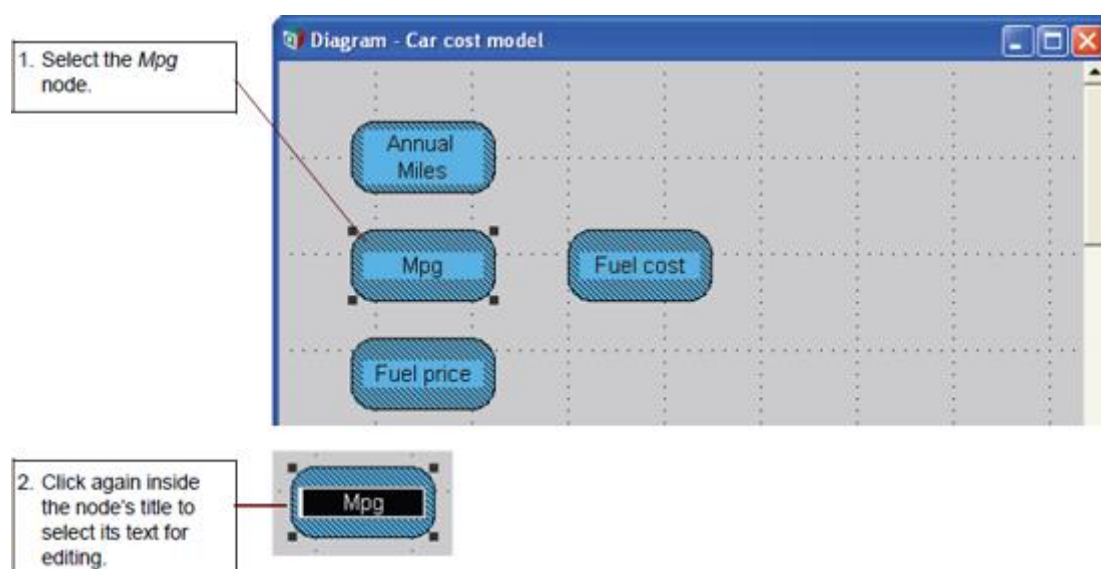 1. Select the Mpg
node.
Diagram - Car cost model
Annual
Miles
Mpg
Fuel cost
Fuel price
2. Click again inside
the node's title to
select its text for
editing.
Mpg